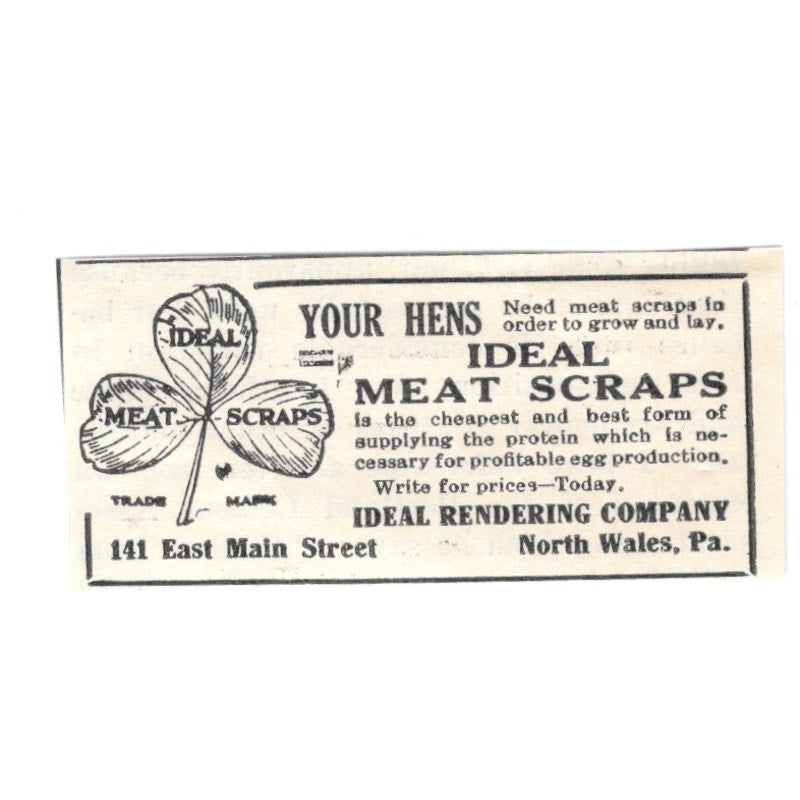 IDEAL
MEAT SCRAPS
TRADE MARK
YOUR HENS Need meat scraps in
order to grow and lay.
IDEAL
MEAT SCRAPS
is the cheapest and best form of
supplying the protein which is ne-
cessary for profitable egg production.
Write for prices—Today.
IDEAL RENDERING COMPANY
141 East Main Street North Wales, Pa.